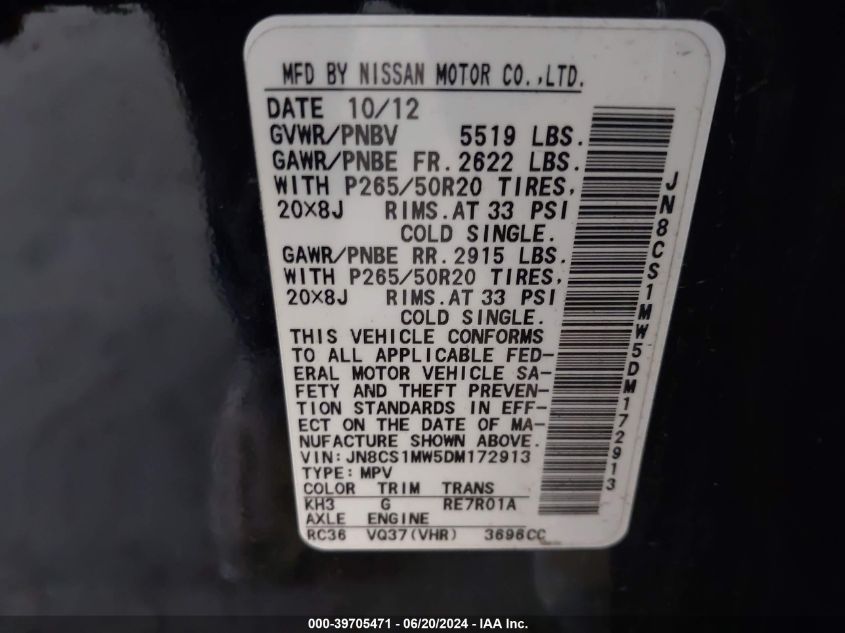 MFD BY NISSAN MOTOR CO.,LTD.
DATE 10/12
GVWR/PNBV 5519 LBS.
GAWR/PNBE FR. 2622 LBS.
WITH P265/50R20 TIRES,
20×8J RIMS.AT 33 PSI
COLD SINGLE.
GAWR/PNBE RR. 2915 LBS.
WITH P265/50R20 TIRES,
20×8J RIMS.AT 33 PSI
COLD SINGLE.
THIS VEHICLE CONFORMS
TO ALL APPLICABLE FED-
ERAL MOTOR VEHICLE SA-
FETY AND THEFT PREVEN-
TION STANDARDS IN EFF-
ECT ON THE DATE OF MA-
NUFACTURE SHOWN ABOVE.
VIN:JN8CS1MW5DM172913
TYPE:MPV
COLOR TRIM TRANS
KH3 G RE7R01A
AXLE ENGINE
RC36 VQ37(VHR) 3696CC
JN8CS1MW5DM172913
000-39705471 - 06/20/2024 - IAA Inc.